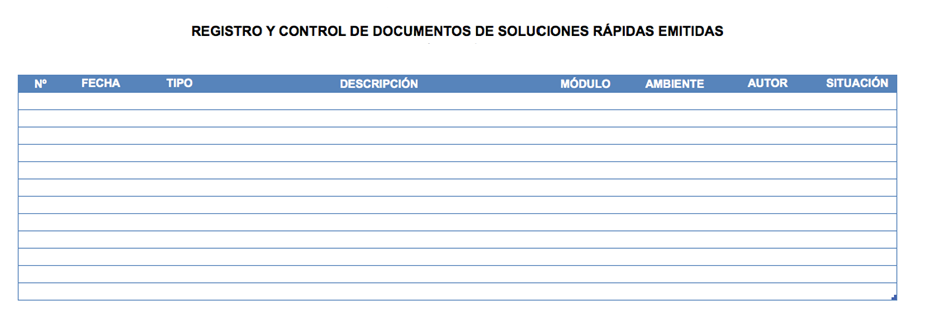 REGISTRO Y CONTROL DE DOCUMENTOS DE SOLUCIONES RÁPIDAS EMITIDAS
Nº FECHA TIPO DESCRIPCIÓN MÓDULO AMBIENTE AUTOR SITUACIÓN